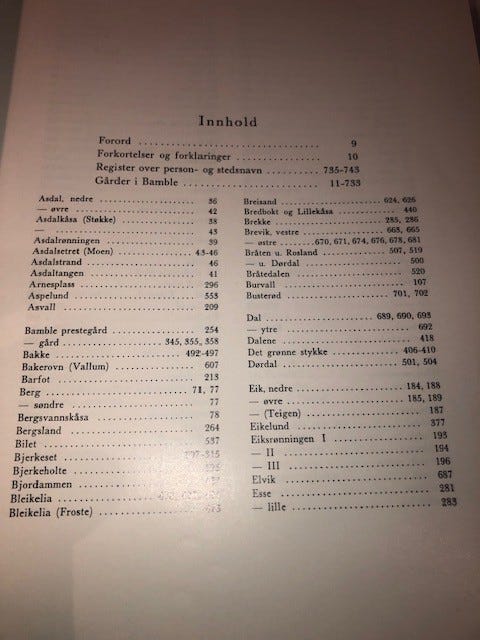 Innhold
Forord ........................................ 9
Forkortelser og forklaringer ........................ 10
Register over person- og stedsnavn ................ 735-743
Gårder i Bamble ........................... 11-733
Asdal, nedre ........................ 36
— øvre ........................ 42
Asdalkåsa (Støkke) .................. 38
— ........................ 43
Asdalrønningen .................. 39
Asdalsetret (Moen) ............... 43-46
Asdalstrand ..................... 46
Asdaltangen ..................... 41
Arnesplass ..................... 296
Aspelund ..................... 553
Asvall ..................... 209
Bamble prestegård ............... 254
— gård .................. 345, 355, 358
Bakke ..................... 492-497
Bakerovn (Vallum) ............... 607
Barfot ..................... 213
Berg ..................... 71, 77
— søndre ..................... 77
Bergsvannskåsa ............... 78
Bergsland ..................... 264
Bilet ..................... 537
Bjerkeset .....................
Bjerkeholte .....................
Bjordammen .....................
Bleikelia .....................
Bleikelia (Froste) ...............
Breisand ..................... 624, 626
Bredbokt og Lillekåsa ............ 440
Brekke ..................... 285, 286
Brevik, vestre .................. 663, 665
— østre ...... 670, 671, 674, 676, 678, 681
Bråten u. Rosland ............ 507, 519
— u. Dørdal .................. 500
Bråtedalen ..................... 520
Burvall ..................... 107
Busterød ..................... 701, 702
Dal ..................... 689, 690, 693
— ytre ..................... 692
Dalene ..................... 418
Det grønne stykke ............... 406-410
Dørdal ..................... 501, 504
Eik, nedre ..................... 184, 188
— øvre ..................... 185, 189
— (Teigen) ..................... 187
Eikelund ..................... 377
Eiksrønningen I ............... 193
— II ..................... 194
— III ..................... 196
Elvik ..................... 687
Esse ..................... 281
— lille ..................... 283